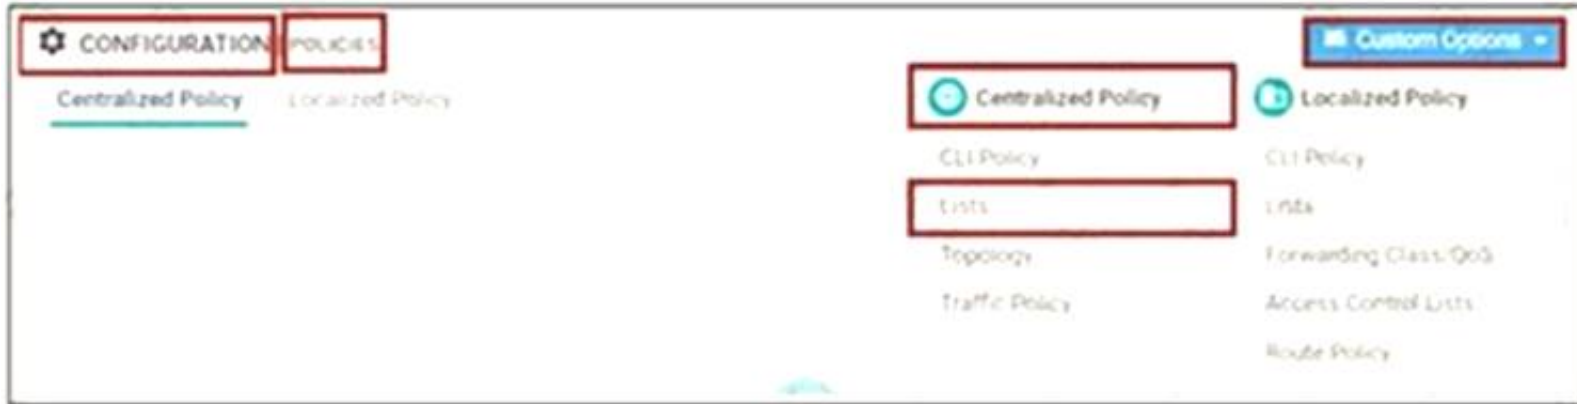 CONFIGURATION POLICIES
Custom Options
Centralized Policy Localized Policy
Centralized Policy
CLI Policy
Lists
Topology
Traffic Policy
Localized Policy
CLI Policy
Lists
Forwarding Class/QoS
Access Control Lists
Route Policy